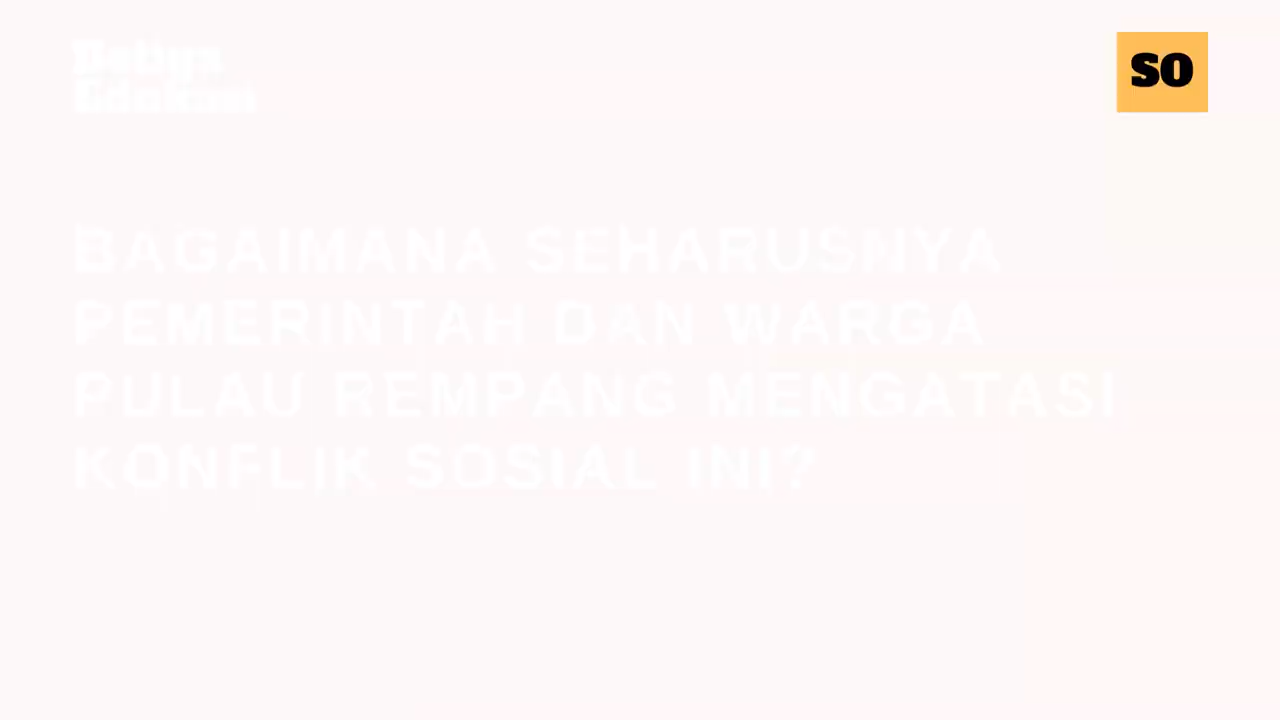 SO
BAGAIMANA SEHARUSNYA
PEMERINTAH DAN WARGA
PULAU REMPANG MENGATASI
KONFLIK SOSIAL INI?